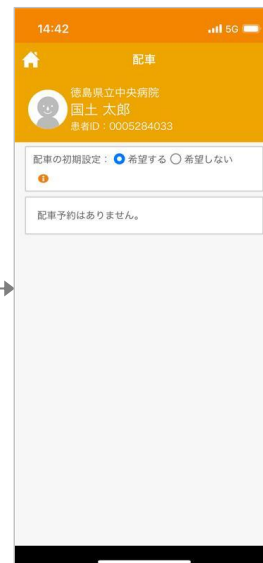 14:42 5G
配車
徳島県立中央病院
国土 太郎
患者ID：0005284033
配車の初期設定： 希望する 希望しない
配車予約はありません。